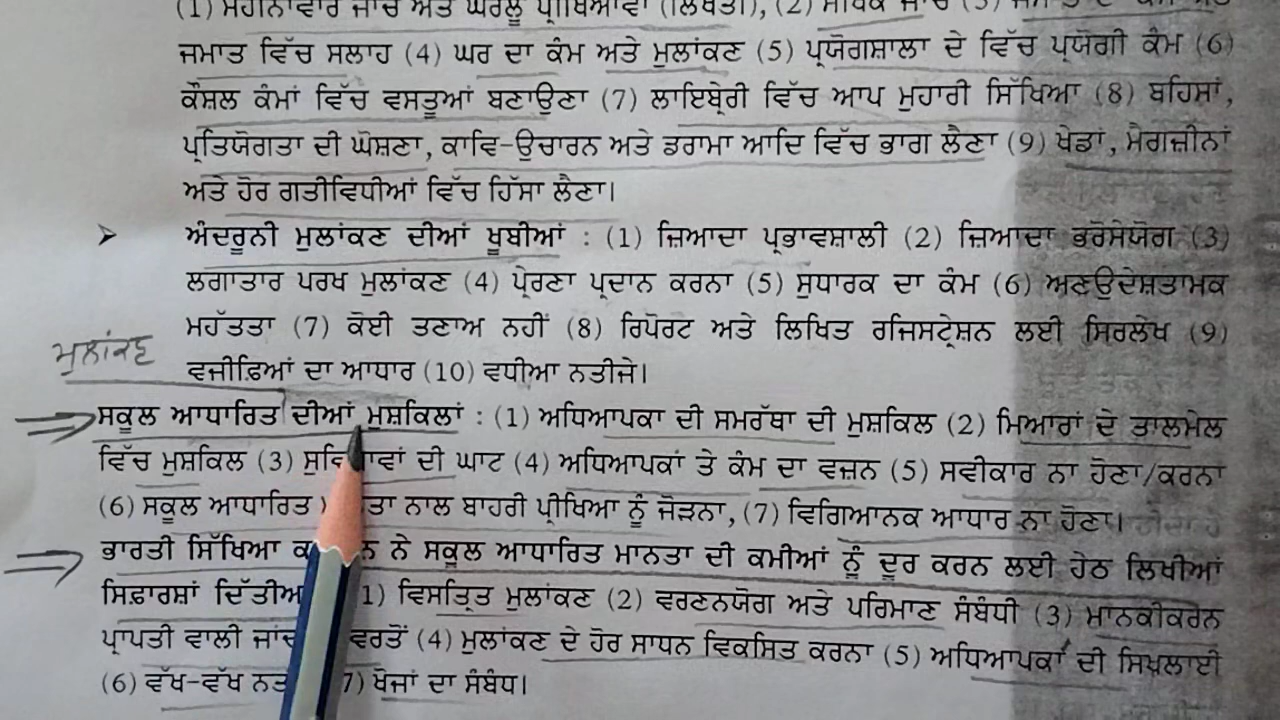 (1) ਮਹੀਨਾਵਾਰ ਜਾਂਚ ਅਤੇ ਘਰੇਲੂ ਪ੍ਰੀਖਿਆਵਾਂ (ਲਿਖਤੀ), (2) ਜਾਂਚ (3)
ਜਮਾਤ ਵਿੱਚ ਸਲਾਹ (4) ਘਰ ਦਾ ਕੰਮ ਅਤੇ ਮੁਲਾਂਕਣ (5) ਪ੍ਰਯੋਗਸ਼ਾਲਾ ਦੇ ਵਿੱਚ ਪ੍ਰਯੋਗੀ ਕੰਮ (6)
ਕੌਸ਼ਲ ਕੰਮਾਂ ਵਿੱਚ ਵਸਤੂਆਂ ਬਣਾਉਣਾ (7) ਲਾਇਬ੍ਰੇਰੀ ਵਿੱਚ ਆਪ ਮੁਹਾਰੀ ਸਿੱਖਿਆ (8) ਬਹਿਸਾਂ,
ਪ੍ਰਤਿਯੋਗਤਾ ਦੀ ਘੋਸ਼ਣਾ, ਕਾਵਿ-ਉਚਾਰਨ ਅਤੇ ਡਰਾਮਾ ਆਦਿ ਵਿੱਚ ਭਾਗ ਲੈਣਾ (9) ਖੇਡਾਂ, ਮੈਗਜ਼ੀਨਾਂ
ਅਤੇ ਹੋਰ ਗਤੀਵਿਧੀਆਂ ਵਿੱਚ ਹਿੱਸਾ ਲੈਣਾ।
➤ ਅੰਦਰੂਨੀ ਮੁਲਾਂਕਣ ਦੀਆਂ ਖੂਬੀਆਂ : (1) ਜ਼ਿਆਦਾ ਪ੍ਰਭਾਵਸ਼ਾਲੀ (2) ਜ਼ਿਆਦਾ ਭਰੋਸੇਯੋਗ (3)
ਲਗਾਤਾਰ ਪਰਖ ਮੁਲਾਂਕਣ (4) ਪ੍ਰੇਰਣਾ ਪ੍ਰਦਾਨ ਕਰਨਾ (5) ਸੁਧਾਰਕ ਦਾ ਕੰਮ (6) ਅਣਉਦੇਸ਼ਤਾਮਕ
ਮਹੱਤਤਾ (7) ਕੋਈ ਤਣਾਅ ਨਹੀਂ (8) ਰਿਪੋਰਟ ਅਤੇ ਲਿਖਿਤ ਰਜਿਸਟ੍ਰੇਸ਼ਨ ਲਈ ਸਿਰਲੇਖ (9)
ਵਜੀਫ਼ਿਆਂ ਦਾ ਆਧਾਰ (10) ਵਧੀਆ ਨਤੀਜੇ।
ਮੁਲਾਂਕਣ
ਸਕੂਲ ਆਧਾਰਿਤ ਦੀਆਂ ਮੁਸ਼ਕਿਲਾਂ : (1) ਅਧਿਆਪਕਾ ਦੀ ਸਮਰੱਥਾ ਦੀ ਮੁਸ਼ਕਿਲ (2) ਮਿਆਰਾਂ ਦੇ ਤਾਲਮੇਲ
ਵਿੱਚ ਮੁਸ਼ਕਿਲ (3) ਦੀ ਘਾਟ (4) ਅਧਿਆਪਕਾਂ ਤੇ ਕੰਮ ਦਾ ਵਜ਼ਨ (5) ਸਵੀਕਾਰ ਨਾ ਹੋਣਾ/ਕਰਨਾ
(6) ਸਕੂਲ ਆਧਾਰਿਤ ਨਾਲ ਬਾਹਰੀ ਪ੍ਰੀਖਿਆ ਨੂੰ ਜੋੜਨਾ, (7) ਵਿਗਿਆਨਕ ਆਧਾਰ ਨਾ ਹੋਣਾ।
ਭਾਰਤੀ ਸਿੱਖਿਆ ਨੇ ਸਕੂਲ ਆਧਾਰਿਤ ਮਾਨਤਾ ਦੀ ਕਮੀਆਂ ਨੂੰ ਦੂਰ ਕਰਨ ਲਈ ਹੇਠ ਲਿਖੀਆਂ
ਸਿਫ਼ਾਰਸ਼ਾਂ 1) ਵਿਸਤ੍ਰਿਤ ਮੁਲਾਂਕਣ (2) ਵਰਣਨਯੋਗ ਅਤੇ ਪਰਿਮਾਣ ਸੰਬੰਧੀ (3) ਮਾਨਕੀਕਰਨ
ਪ੍ਰਾਪਤੀ ਵਾਲੀ ਵਰਤੋਂ (4) ਮੁਲਾਂਕਣ ਦੇ ਹੋਰ ਸਾਧਨ ਵਿਕਸਿਤ ਕਰਨਾ (5) ਅਧਿਆਪਕਾਂ ਦੀ ਸਿਖਲਾਈ
(6) ਵੱਖ-ਵੱਖ 7) ਖੋਜਾਂ ਦਾ ਸੰਬੰਧ।